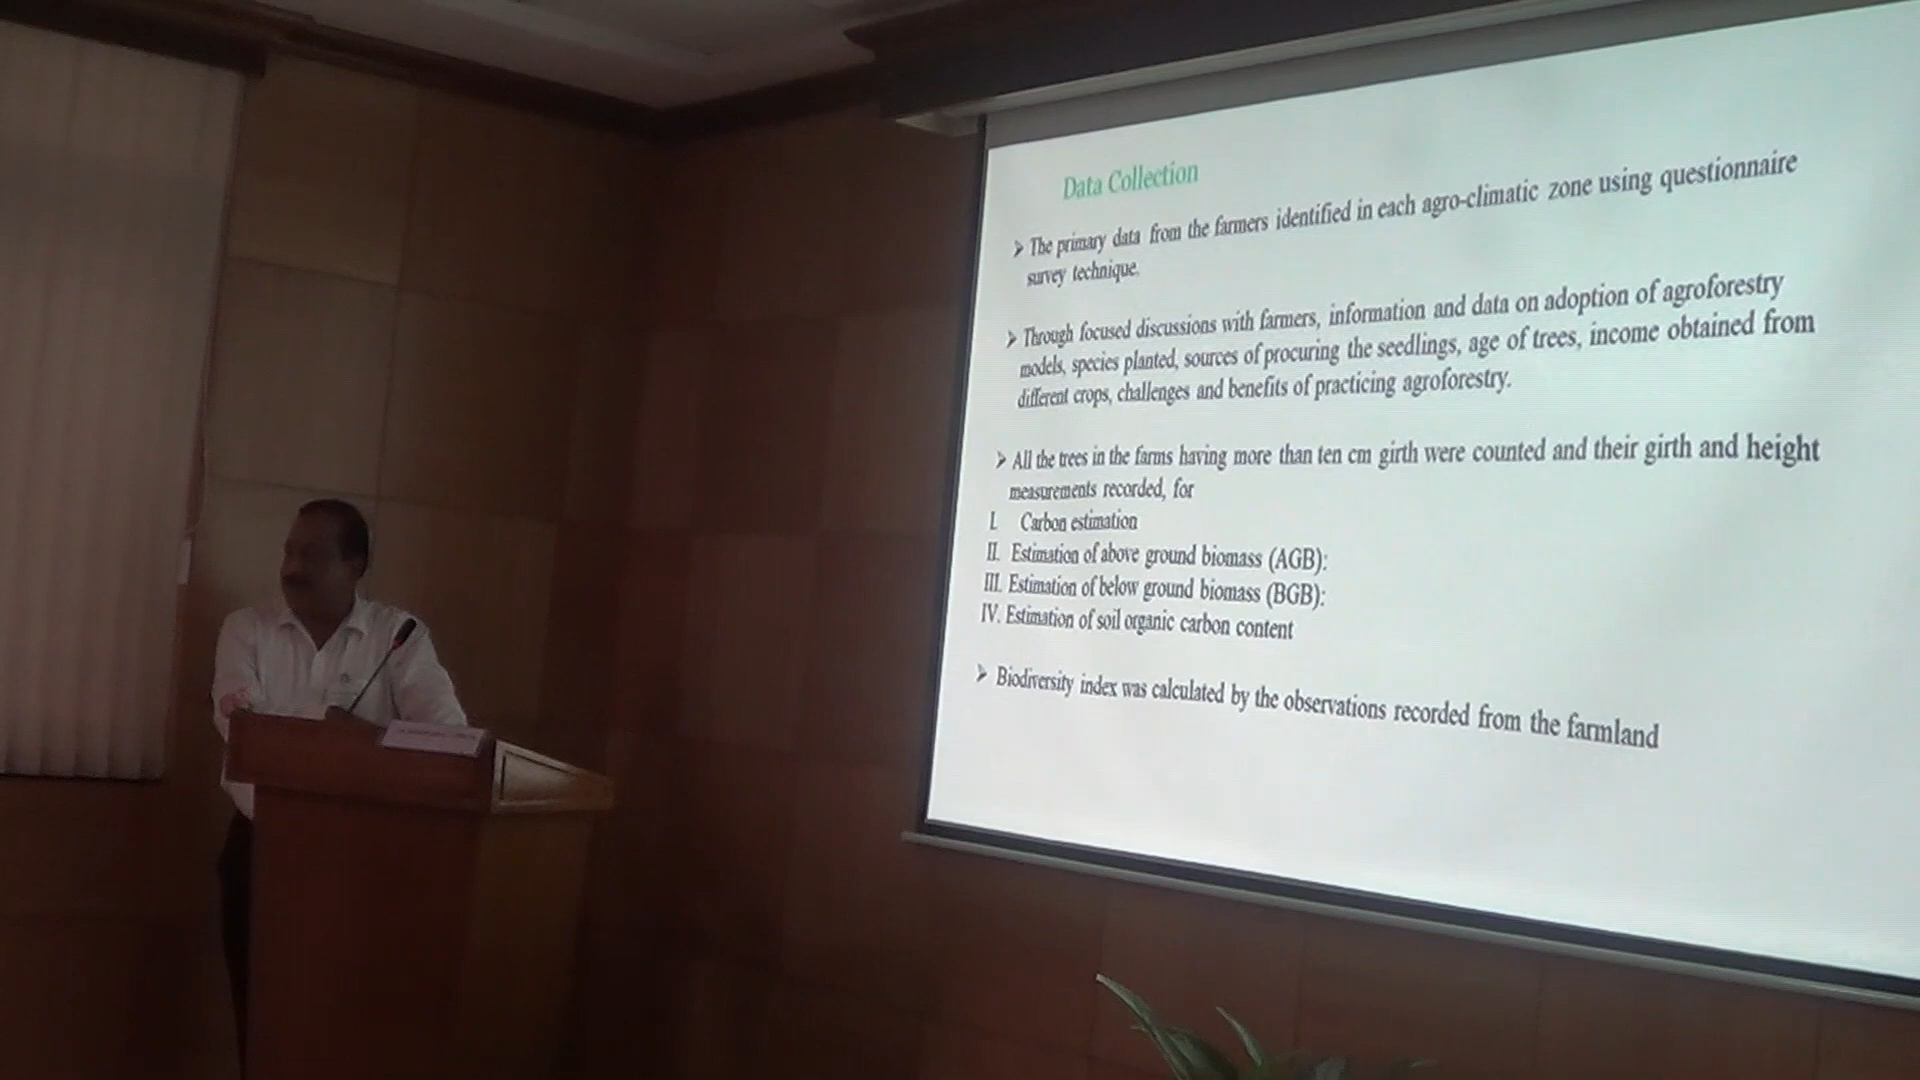 Data Collection
➢ The primary data from the farmers identified in each agro-climatic zone using questionnaire
survey technique.
➢ Through focused discussions with farmers, information and data on adoption of agroforestry
models, species planted, sources of procuring the seedlings, age of trees, income obtained from
different crops, challenges and benefits of practicing agroforestry.
➢ All the trees in the farms having more than ten cm girth were counted and their girth and height
measurements recorded, for
I. Carbon estimation
II. Estimation of above ground biomass (AGB):
III. Estimation of below ground biomass (BGB):
IV. Estimation of soil organic carbon content
➢ Biodiversity index was calculated by the observations recorded from the farmland